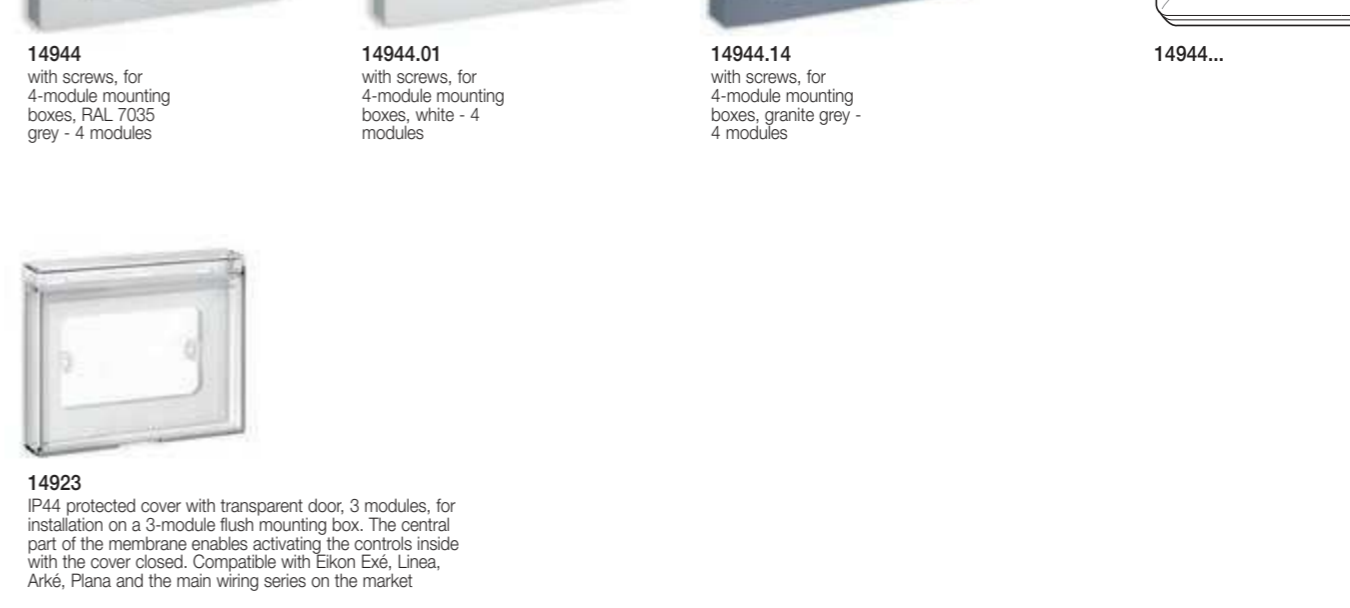 14944
with screws, for
4-module mounting
boxes, RAL 7035
grey - 4 modules
14944.01
with screws, for
4-module mounting
boxes, white - 4
modules
14944.14
with screws, for
4-module mounting
boxes, granite grey -
4 modules
14944...
14923
IP44 protected cover with transparent door, 3 modules, for
installation on a 3-module flush mounting box. The central
part of the membrane enables activating the controls inside
with the cover closed. Compatible with Eikon Exé, Linea,
Arké, Plana and the main wiring series on the market